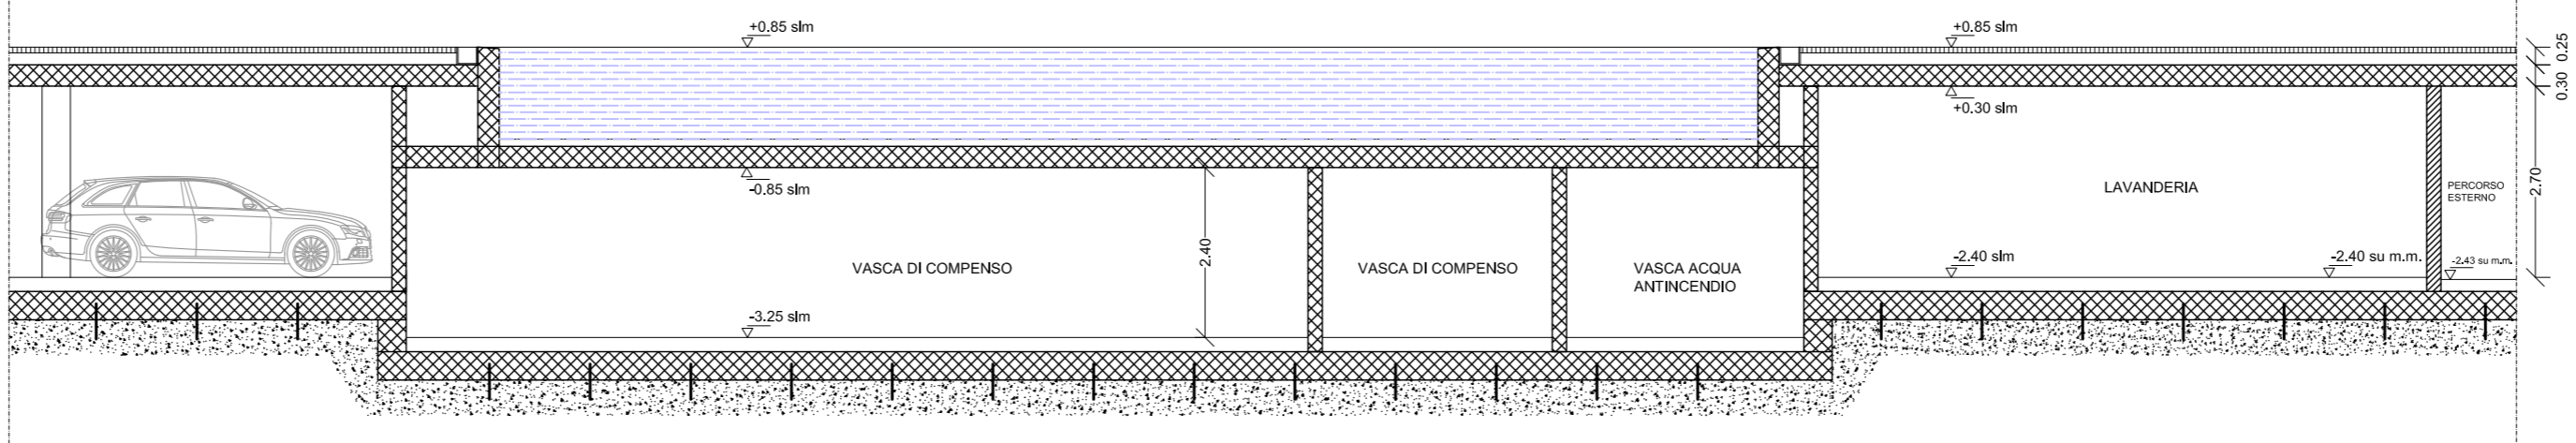 +0.85 slm
+0.85 slm
0.25
0.30
+0.30 slm
-0.85 slm
2.40
2.70
LAVANDERIA
PERCORSO
ESTERNO
VASCA DI COMPENSO
VASCA DI COMPENSO
VASCA ACQUA
ANTINCENDIO
-2.40 slm
-2.40 su m.m.
-2.43 su m.m.
-3.25 slm